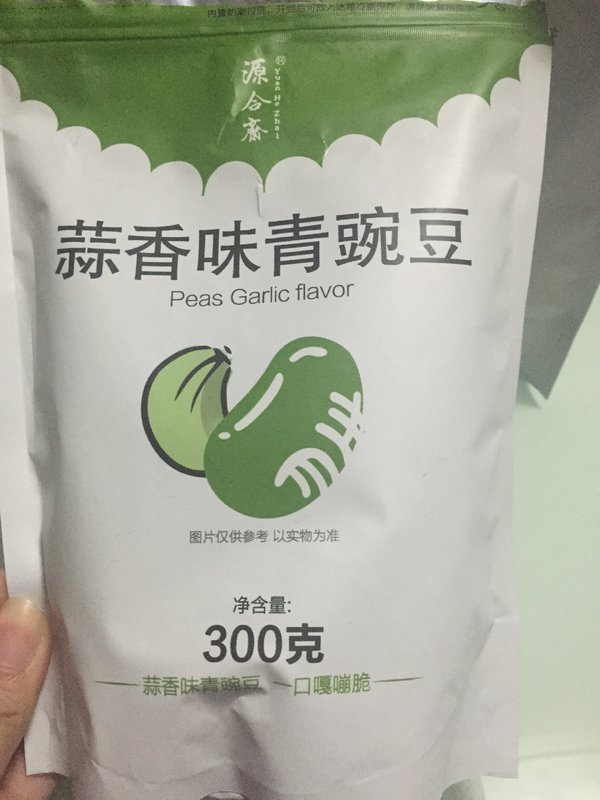 源合斋
Yuan He Zhai
蒜香味青豌豆
Peas Garlic flavor
青
图片仅供参考 以实物为准
净含量:
300克
蒜香味青豌豆 一口嘎嘣脆